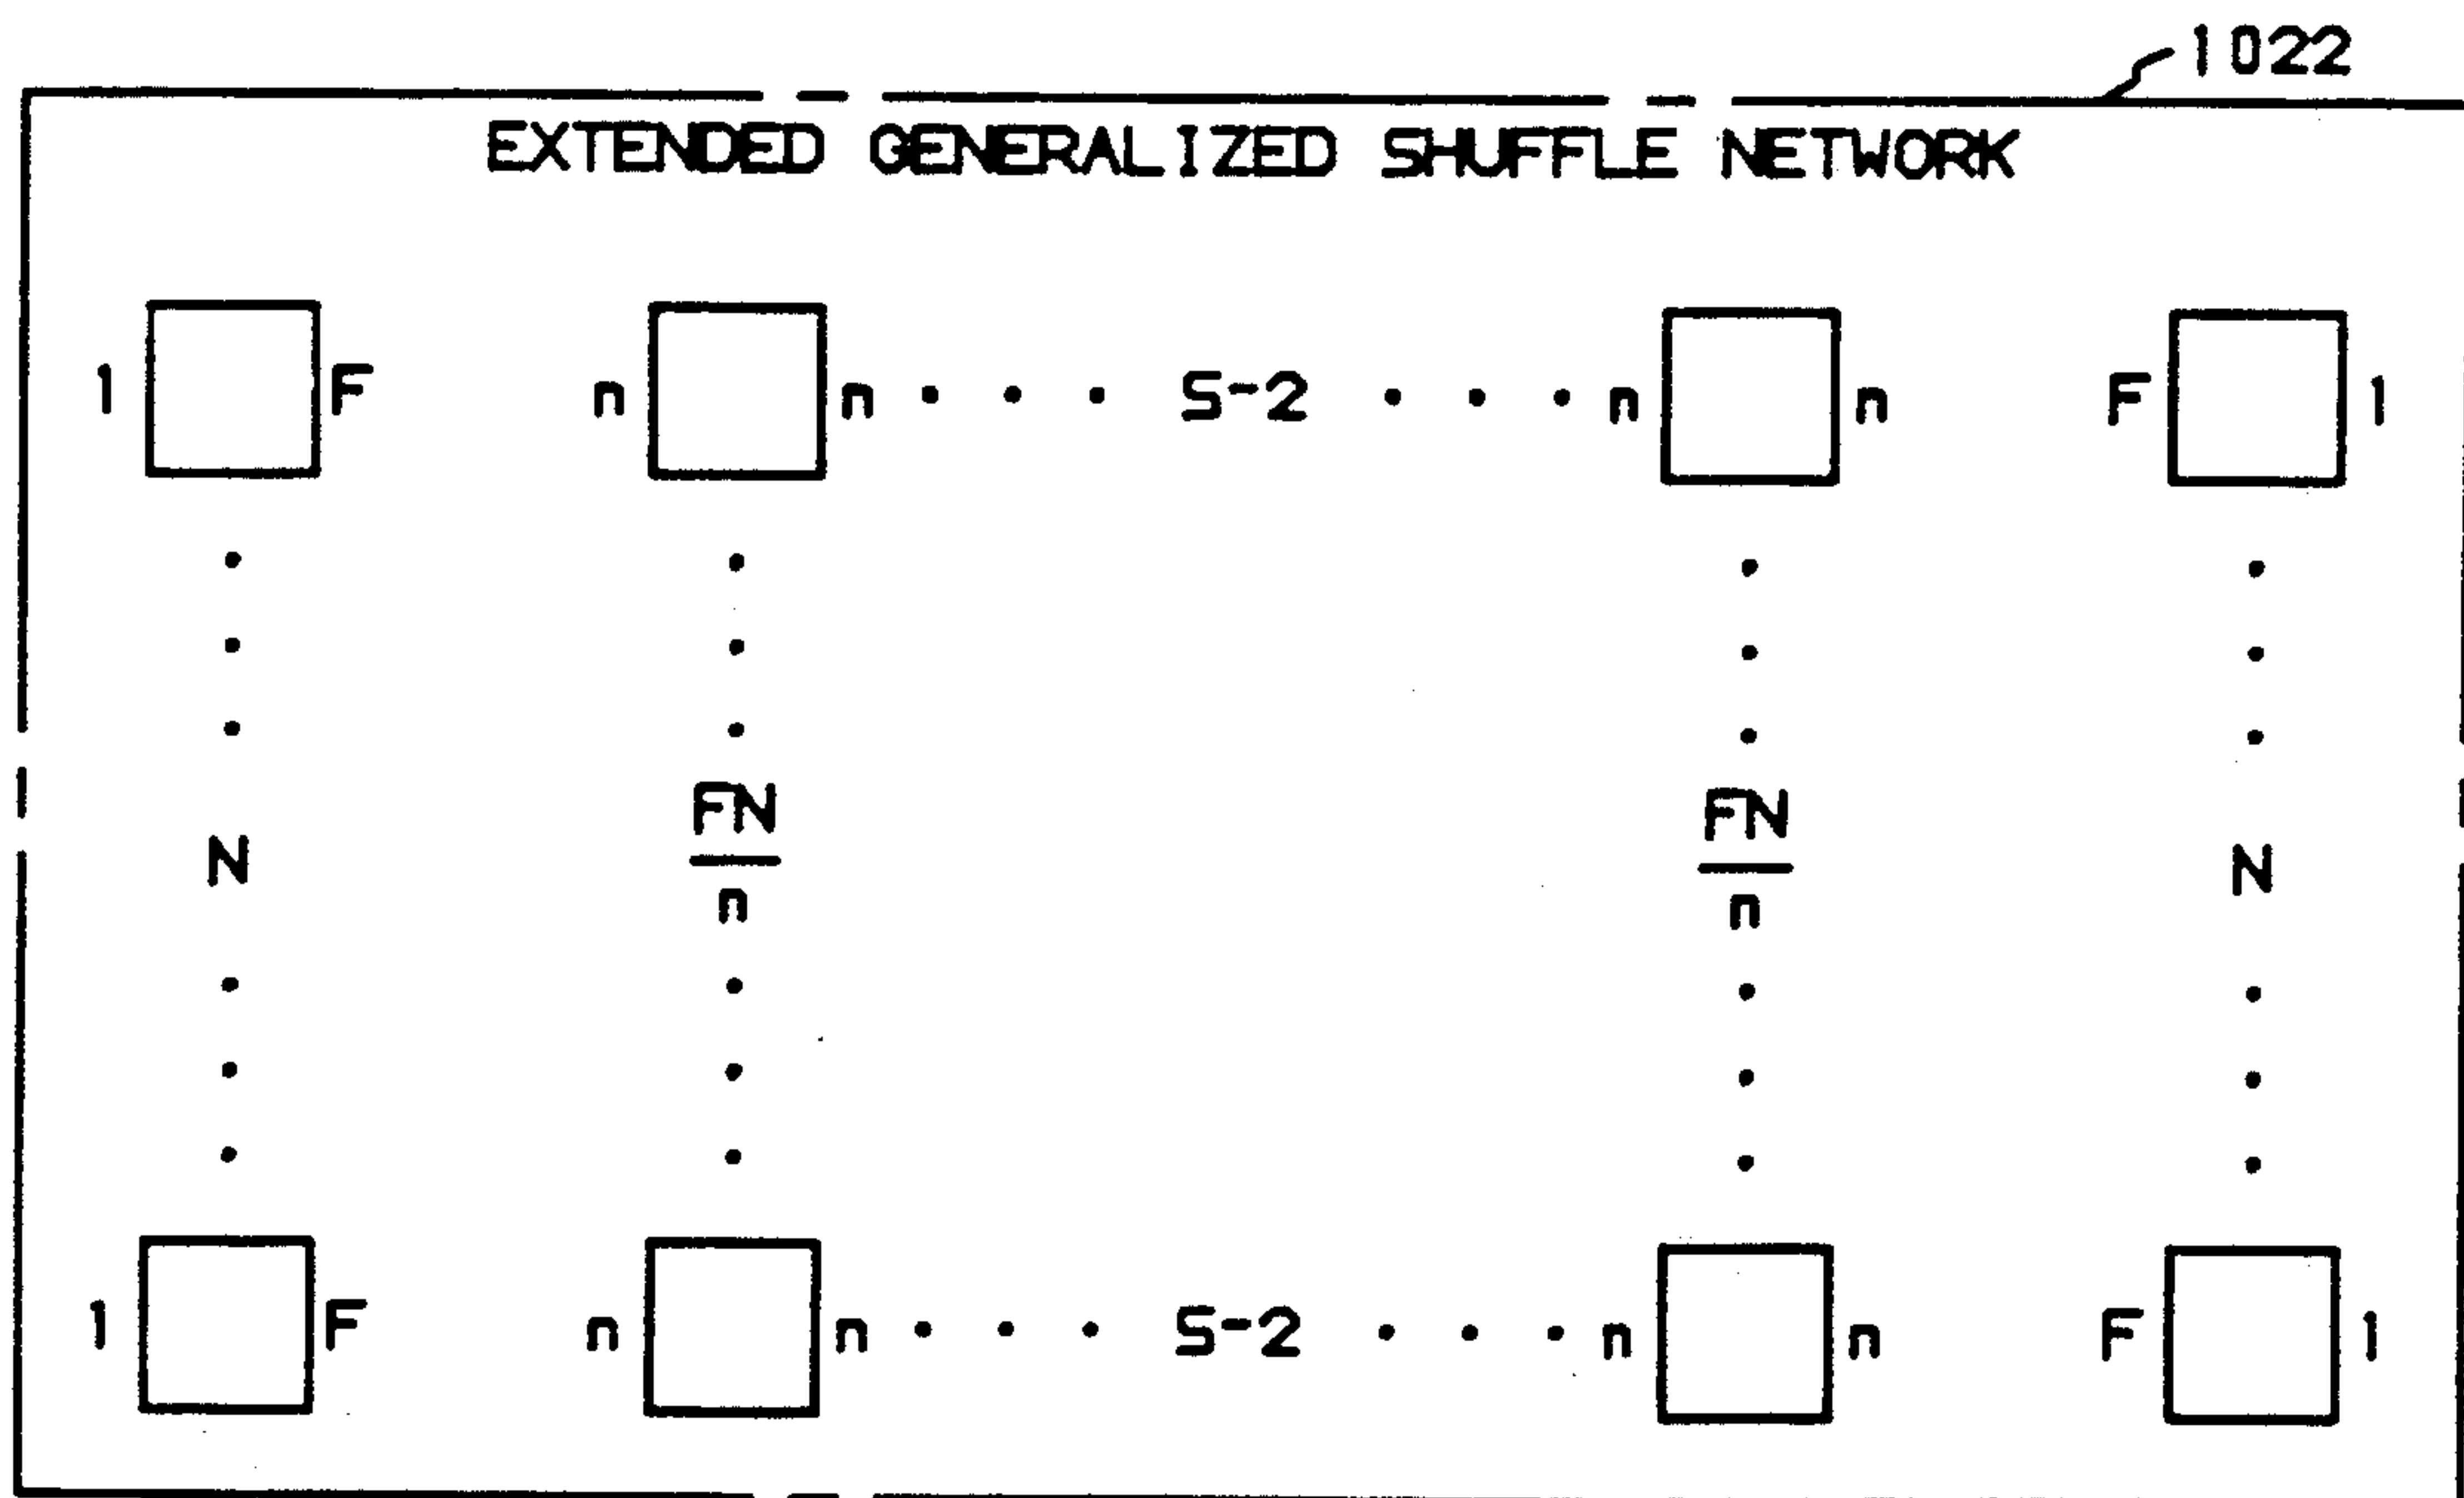 1022
EXTENDED GENERALIZED SHUFFLE NETWORK
1 F n n . . . S-2 . . . n n F 1
N FN/n FN/n N
1 F n n . . . S-2 . . . n n F 1